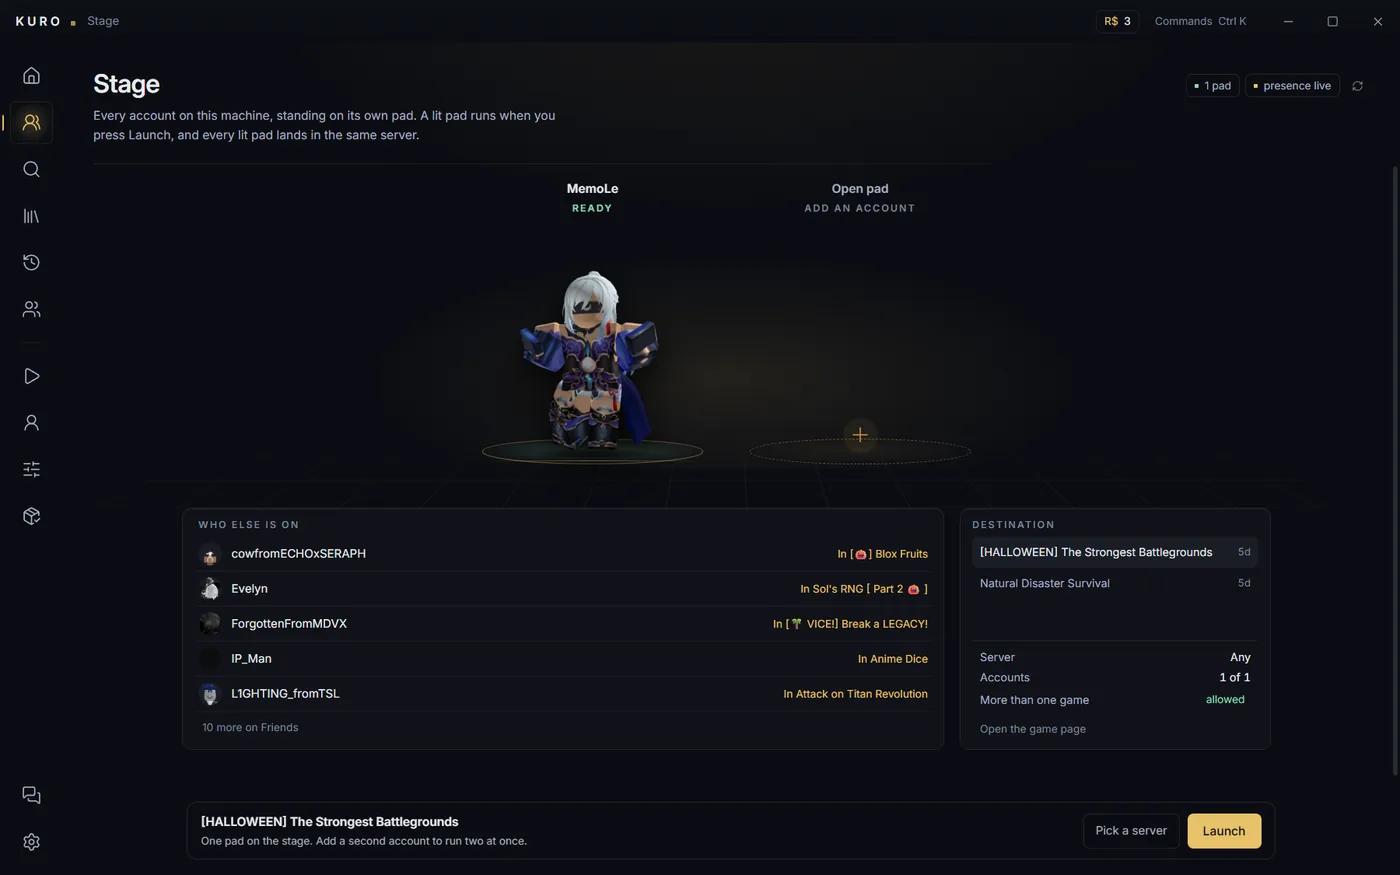 KURO Stage
R$ 3
Commands Ctrl K
Stage
1 pad
presence live
Every account on this machine, standing on its own pad. A lit pad runs when you
press Launch, and every lit pad lands in the same server.
MemoLe
READY
Open pad
ADD AN ACCOUNT
WHO ELSE IS ON
cowfromECHOxSERAPH In [🎃] Blox Fruits
Evelyn In Sol's RNG [ Part 2 🎃 ]
ForgottenFromMDVX In [🌴 VICE!] Break a LEGACY!
IP_Man In Anime Dice
L1GHTING_fromTSL In Attack on Titan Revolution
10 more on Friends
DESTINATION
[HALLOWEEN] The Strongest Battlegrounds 5d
Natural Disaster Survival 5d
Server Any
Accounts 1 of 1
More than one game allowed
Open the game page
[HALLOWEEN] The Strongest Battlegrounds
One pad on the stage. Add a second account to run two at once.
Pick a server
Launch